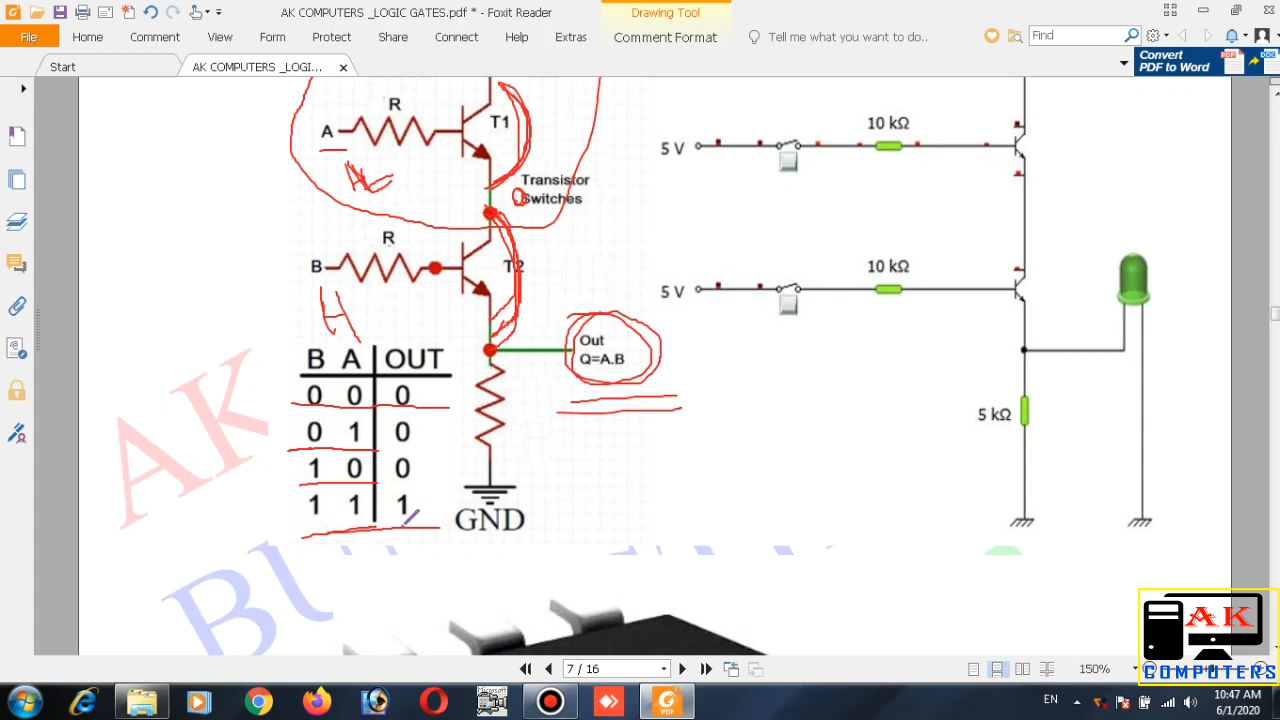 AK COMPUTERS _LOGIC GATES.pdf * - Foxit Reader
Drawing Tool
File
Home
Comment
View
Form
Protect
Share
Connect
Help
Extras
Comment Format
Tell me what you want to do..
Find
Start
AK COMPUTERS _LOGI...
Convert
PDF to Word
R
A
T1
Transistor
Switches
R
B
T2
H
Out
Q=A.B
B A OUT
0 0 0
0 1 0
1 0 0
1 1 1
GND
5 V
10 kΩ
5 V
10 kΩ
5 kΩ
AK
Bl
AK
COMPUTERS
7 / 16
150%
EN
10:47 AM
6/1/2020